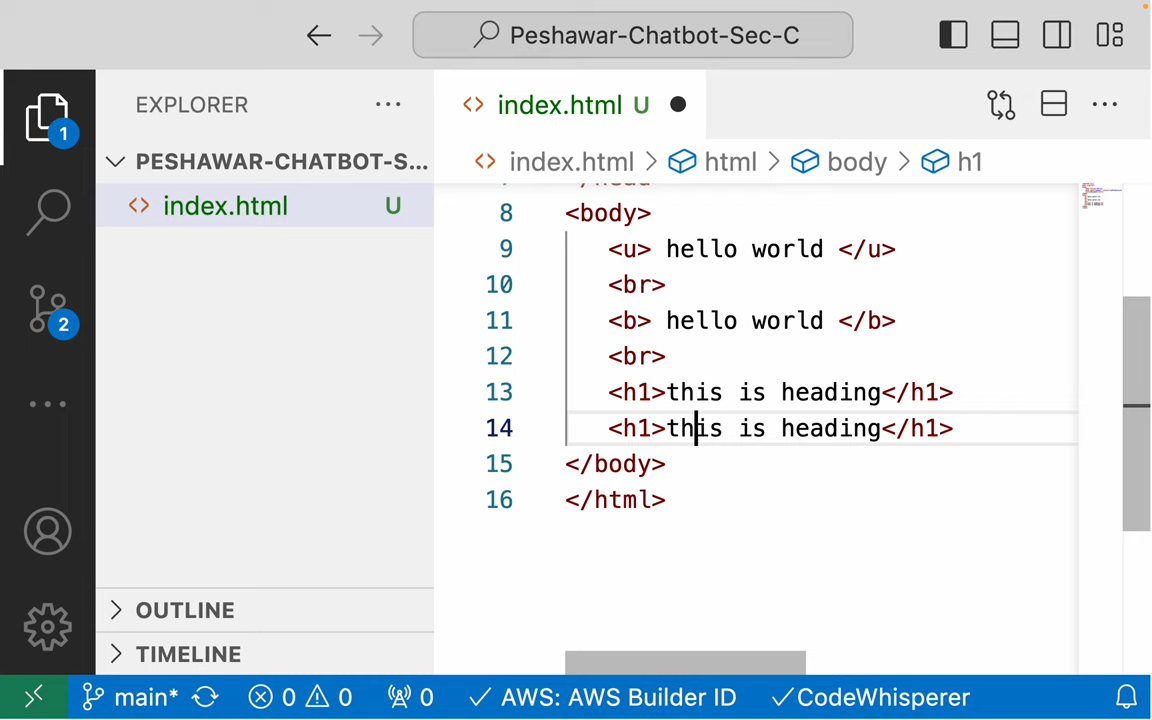 Peshawar-Chatbot-Sec-C
EXPLORER
index.html U
1
PESHAWAR-CHATBOT-S...
index.html > html > body > h1
index.html U
</head
8 <body>
9 <u> hello world </u>
10 <br>
11 <b> hello world </b>
12 <br>
13 <h1>this is heading</h1>
14 <h1>this is heading</h1>
15 </body>
16 </html>
2
OUTLINE
TIMELINE
main* 0 0 0 AWS: AWS Builder ID CodeWhisperer